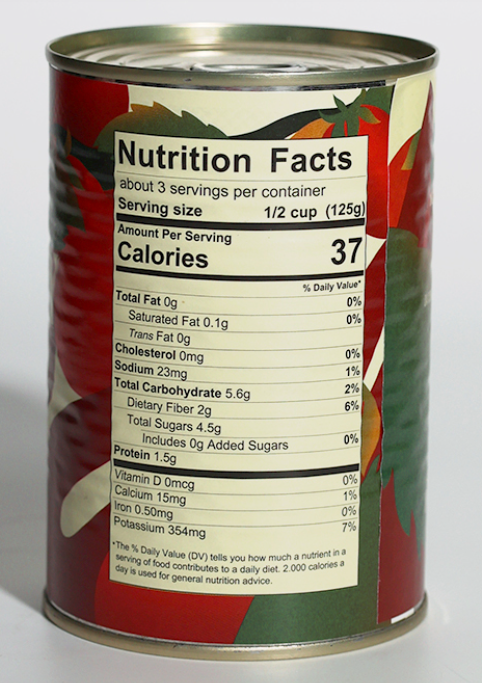 Nutrition Facts
about 3 servings per container
Serving size 1/2 cup (125g)
Amount Per Serving
Calories 37
% Daily Value*
Total Fat 0g 0%
Saturated Fat 0.1g 0%
Trans Fat 0g
Cholesterol 0mg 0%
Sodium 23mg 1%
Total Carbohydrate 5.6g 2%
Dietary Fiber 2g 6%
Total Sugars 4.5g
Includes 0g Added Sugars 0%
Protein 1.5g
Vitamin D 0mcg 0%
Calcium 15mg 1%
Iron 0.50mg 0%
Potassium 354mg 7%
*The % Daily Value (DV) tells you how much a nutrient in a
serving of food contributes to a daily diet. 2.000 calories a
day is used for general nutrition advice.